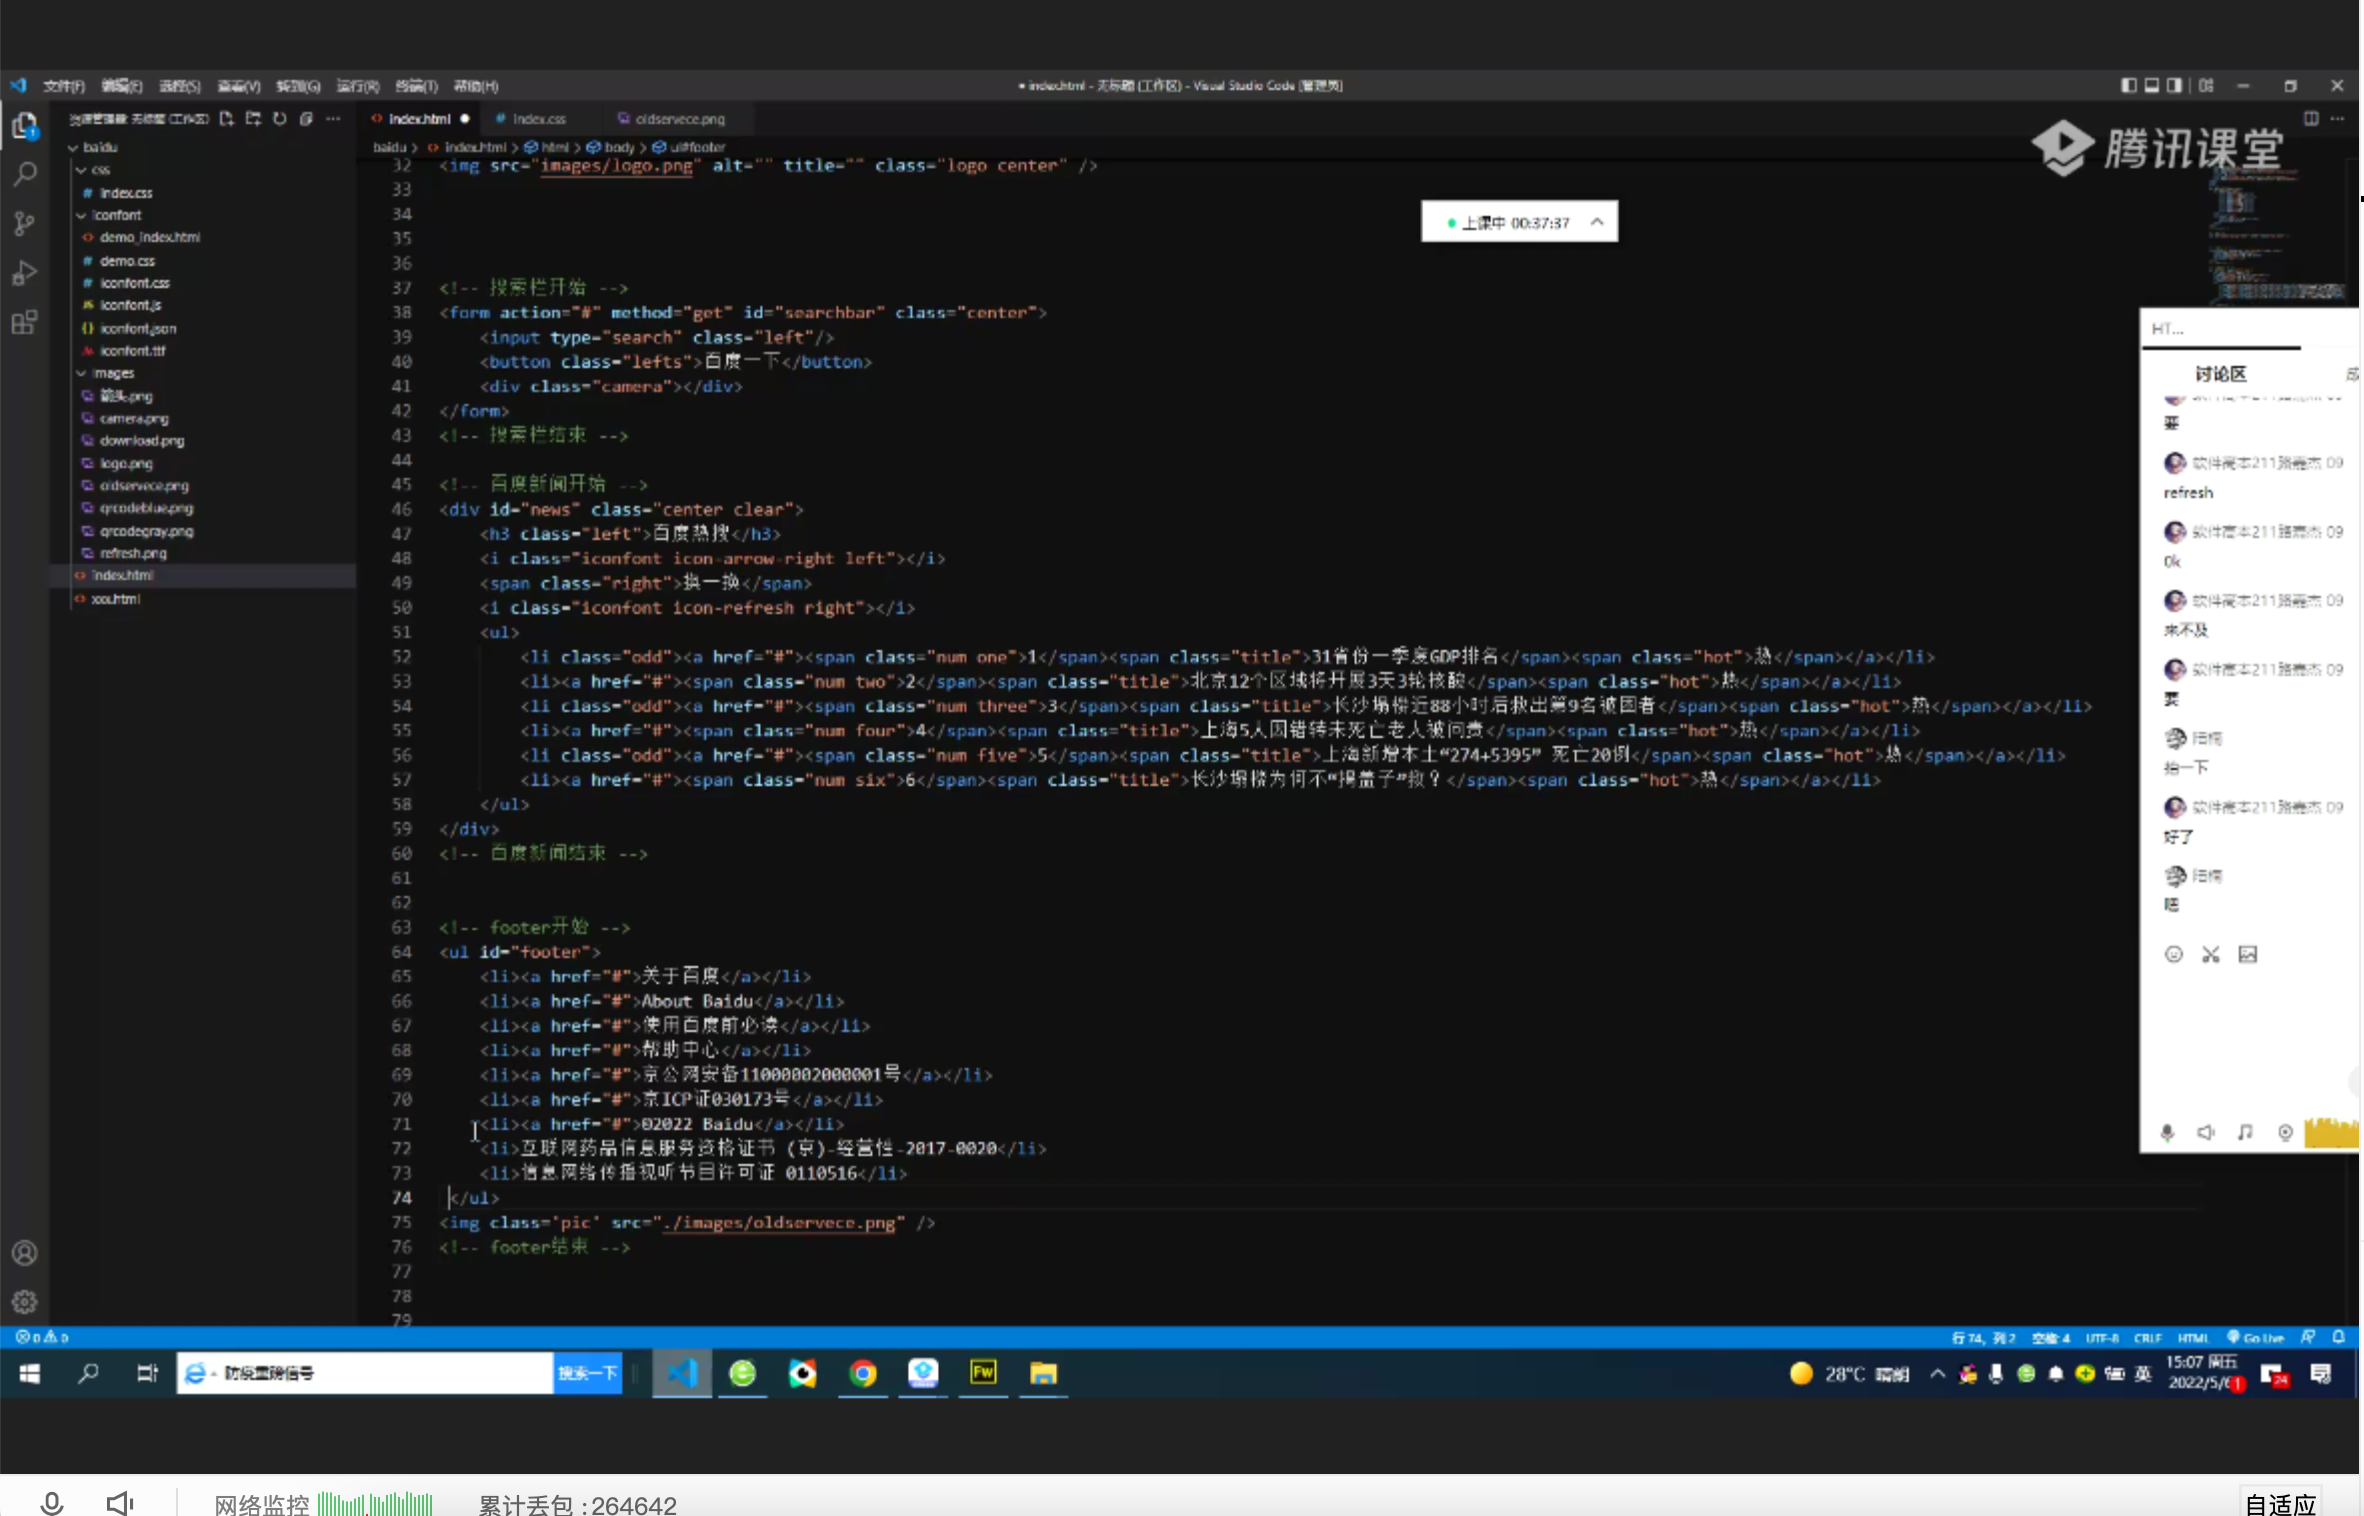 文件(F) 编辑(E) 选择(S) 查看(V) 转到(G) 运行(R) 终端(T) 帮助(H)
● index.html - 无标题 (工作区) - Visual Studio Code [管理员]
资源管理器: 无标题 (工作区)
index.html ●
index.css
oldservece.png
baidu
css
index.css
iconfont
demo_index.html
demo.css
iconfont.css
iconfont.js
iconfont.json
iconfont.ttf
images
箭头.png
camera.png
download.png
logo.png
oldservece.png
qrcodeblue.png
qrcodegray.png
refresh.png
index.html
xxx.html
baidu > index.html > html > body > ul#footer
腾讯课堂
上课中 00:37:37
32 <img src="images/logo.png" alt="" title="" class="logo center" />
33
34
35
36
37 <!-- 搜索栏开始 -->
38 <form action="#" method="get" id="searchbar" class="center">
39 <input type="search" class="left"/>
40 <button class="lefts">百度一下</button>
41 <div class="camera"></div>
42 </form>
43 <!-- 搜索栏结束 -->
44
45 <!-- 百度新闻开始 -->
46 <div id="news" class="center clear">
47 <h3 class="left">百度热搜</h3>
48 <i class="iconfont icon-arrow-right left"></i>
49 <span class="right">换一换</span>
50 <i class="iconfont icon-refresh right"></i>
51 <ul>
52 <li class="odd"><a href="#"><span class="num one">1</span><span class="title">31省份一季度GDP排名</span><span class="hot">热</span></a></li>
53 <li><a href="#"><span class="num two">2</span><span class="title">北京12个区域将开展3天3轮核酸</span><span class="hot">热</span></a></li>
54 <li class="odd"><a href="#"><span class="num three">3</span><span class="title">长沙塌楼近88小时后救出第9名被困者</span><span class="hot">热</span></a></li>
55 <li><a href="#"><span class="num four">4</span><span class="title">上海5人因错转未死亡老人被问责</span><span class="hot">热</span></a></li>
56 <li class="odd"><a href="#"><span class="num five">5</span><span class="title">上海新增本土“274+5395” 死亡20例</span><span class="hot">热</span></a></li>
57 <li><a href="#"><span class="num six">6</span><span class="title">长沙塌楼为何不“揭盖子”救？</span><span class="hot">热</span></a></li>
58 </ul>
59 </div>
60 <!-- 百度新闻结束 -->
61
62
63 <!-- footer开始 -->
64 <ul id="footer">
65 <li><a href="#">关于百度</a></li>
66 <li><a href="#">About Baidu</a></li>
67 <li><a href="#">使用百度前必读</a></li>
68 <li><a href="#">帮助中心</a></li>
69 <li><a href="#">京公网安备11000002000001号</a></li>
70 <li><a href="#">京ICP证030173号</a></li>
71 <li><a href="#">©2022 Baidu</a></li>
72 <li>互联网药品信息服务资格证书 (京)-经营性-2017-0020</li>
73 <li>信息网络传播视听节目许可证 0110516</li>
74 </ul>
75 <img class='pic' src="./images/oldservece.png" />
76 <!-- footer结束 -->
77
78
79
HT...
讨论区
要
软件高本211路嘉杰 09
refresh
软件高本211路嘉杰 09
Ok
软件高本211路嘉杰 09
来不及
软件高本211路嘉杰 09
要
拍一下
软件高本211路嘉杰 09
好了
嗯
0 0
行 74, 列 2 空格: 4 UTF-8 CRLF HTML Go Live
防疫重磅信号
搜索一下
Fw
28°C 晴朗
英
15:07 周五
2022/5/6
1
24
网络监控
累计丢包 :264642
自适应